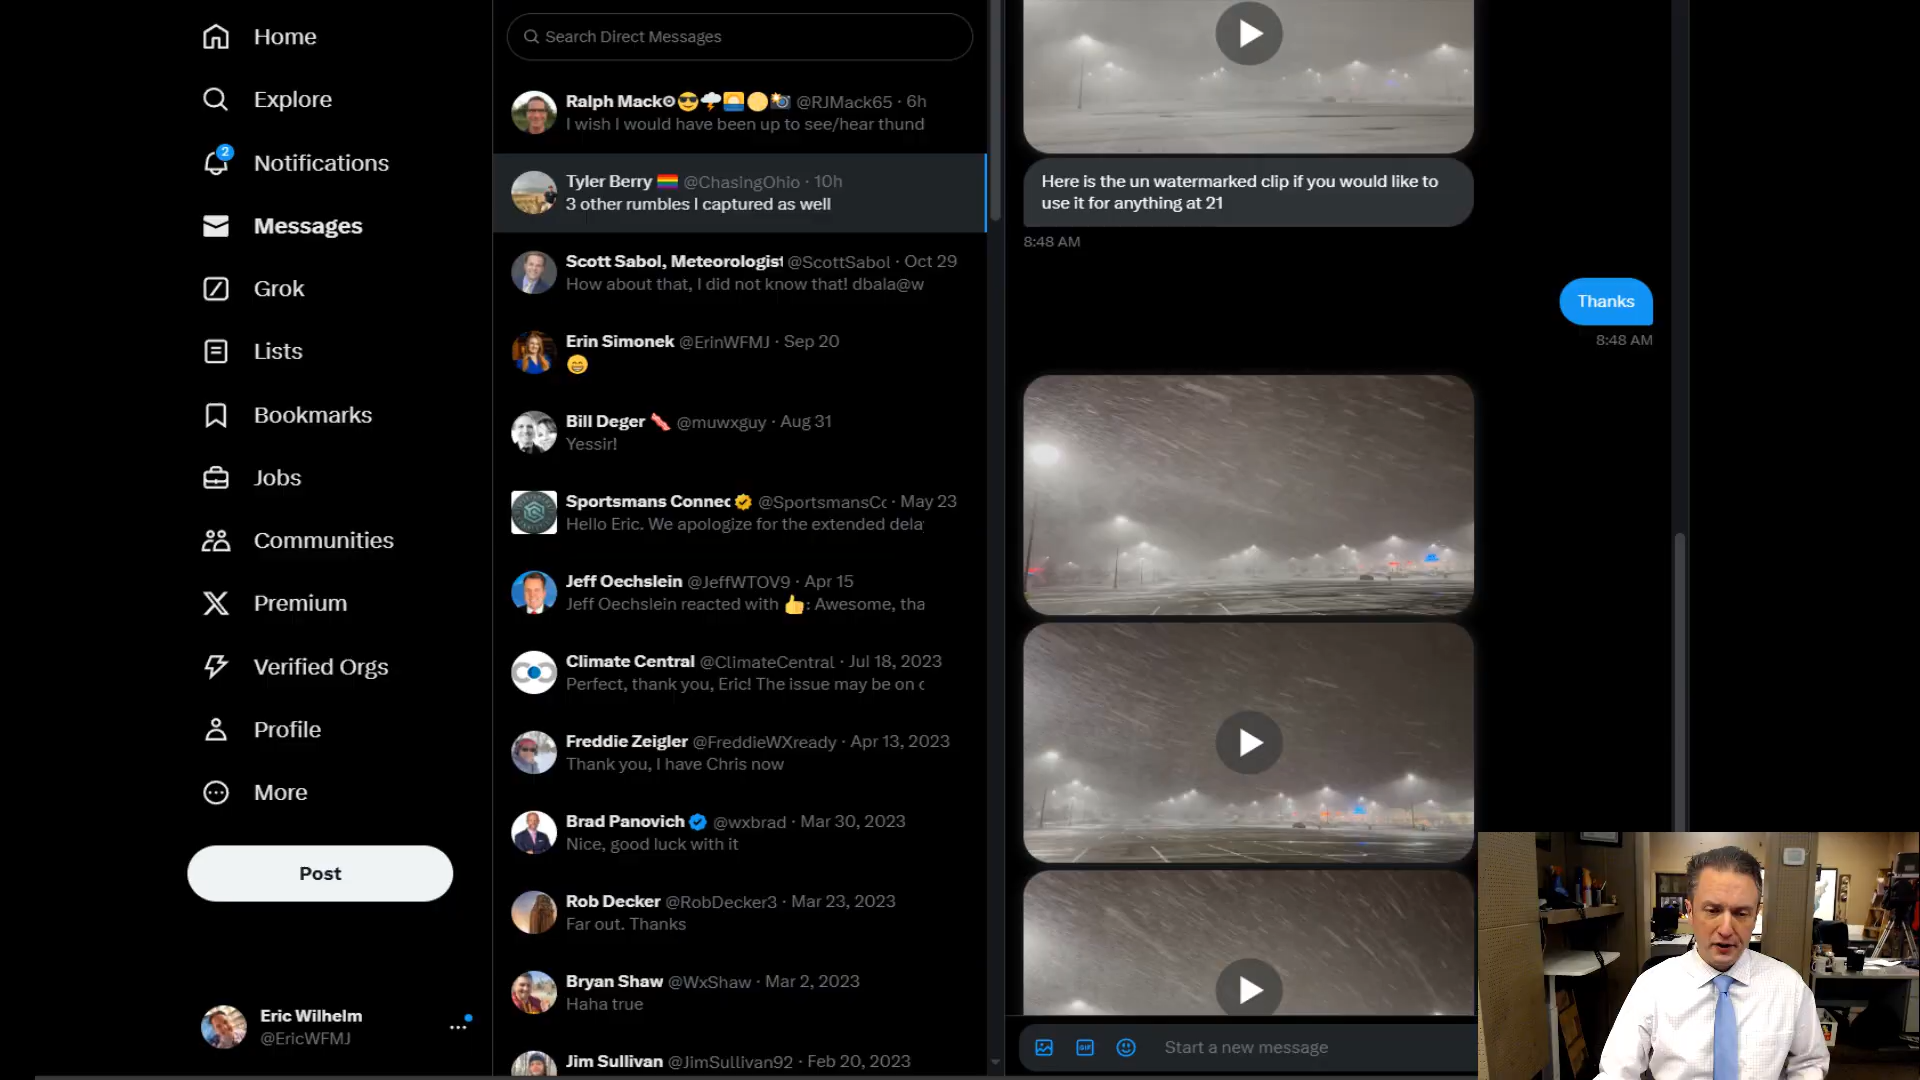 Home
Explore
2
Notifications
Messages
Grok
Lists
Bookmarks
Jobs
Communities
Premium
Verified Orgs
Profile
More
Post
Eric Wilhelm
@EricWFMJ
Search Direct Messages
Ralph Mack @RJMack65 · 6h
I wish I would have been up to see/hear thund
Tyler Berry @ChasingOhio · 10h
3 other rumbles I captured as well
Scott Sabol, Meteorologist @ScottSabol · Oct 29
How about that, I did not know that! dbala@w
Erin Simonek @ErinWFMJ · Sep 20
Bill Deger @muwxguy · Aug 31
Yessir!
Sportsmans Connec @SportsmansCc · May 23
Hello Eric. We apologize for the extended dela
Jeff Oechslein @JeffWTOV9 · Apr 15
Jeff Oechslein reacted with 👍: Awesome, tha
Climate Central @ClimateCentral · Jul 18, 2023
Perfect, thank you, Eric! The issue may be on c
Freddie Zeigler @FreddieWXready · Apr 13, 2023
Thank you, I have Chris now
Brad Panovich @wxbrad · Mar 30, 2023
Nice, good luck with it
Rob Decker @RobDecker3 · Mar 23, 2023
Far out. Thanks
Bryan Shaw @WxShaw · Mar 2, 2023
Haha true
Jim Sullivan @JimSullivan92 · Feb 20, 2023
Here is the un watermarked clip if you would like to
use it for anything at 21
8:48 AM
Thanks
8:48 AM
GIF
Start a new message